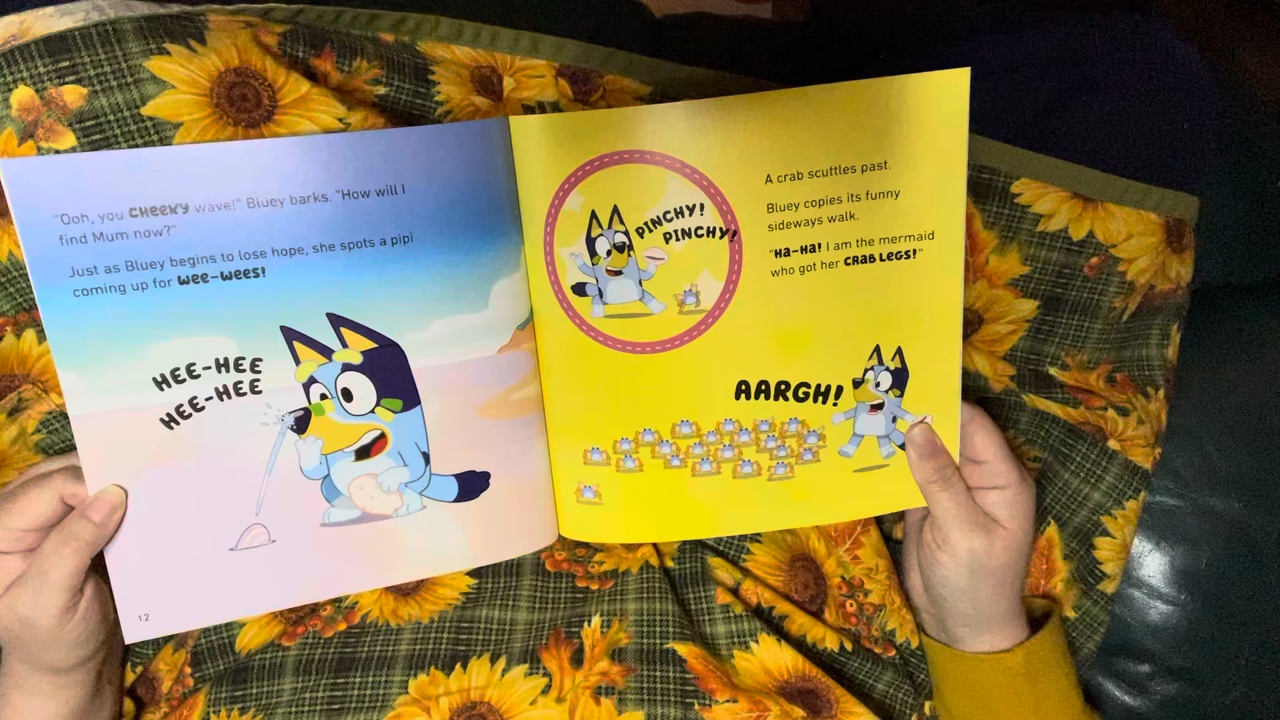 "Ooh, you CHEEKY wave!" Bluey barks. "How will I
find Mum now?"
Just as Bluey begins to lose hope, she spots a pipi
coming up for wee-wees!
HEE-HEE
HEE-HEE
12
PINCHY!
PINCHY!
A crab scuttles past.
Bluey copies its funny
sideways walk.
"Ha-Ha! I am the mermaid
who got her CRAB LEGS!"
AARGH!